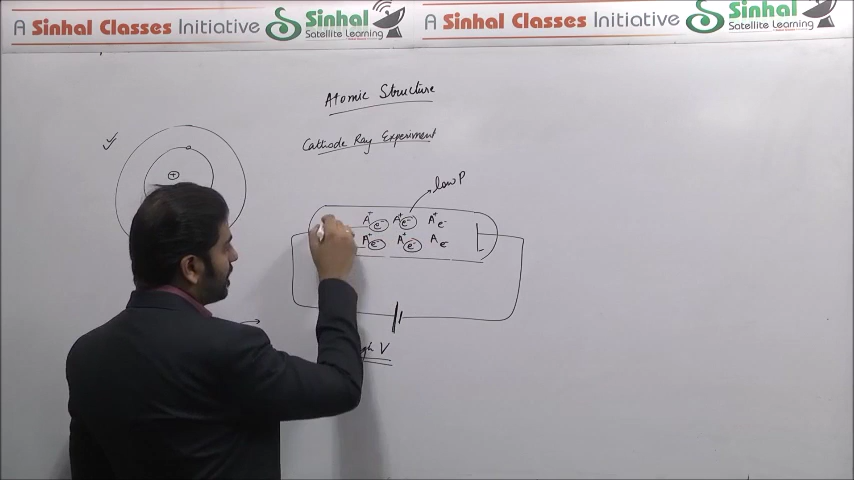 A Sinhal Classes Initiative Sinhal Satellite Learning
A Sinhal Classes Initiative Sinhal Satellite Learning
Atomic Structure
Cathode Ray Experiment
low P
A⁺ e⁻ A⁺ e⁻ A⁺ e⁻
A⁺ e⁻ A⁺ e⁻ A e⁻
+
V